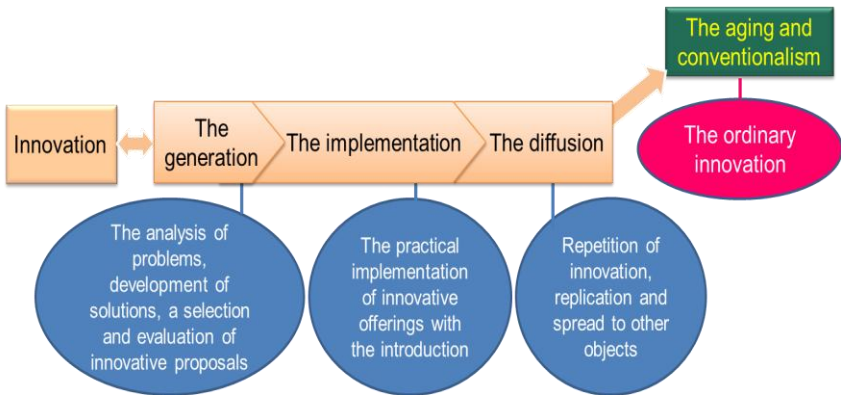 The aging and
conventionalism
The ordinary
innovation
Innovation
The
generation
The implementation
The diffusion
The analysis of
problems,
development of
solutions, a selection
and evaluation of
innovative proposals
The practical
implementation
of innovative
offerings with
the introduction
Repetition of
innovation,
replication and
spread to other
objects